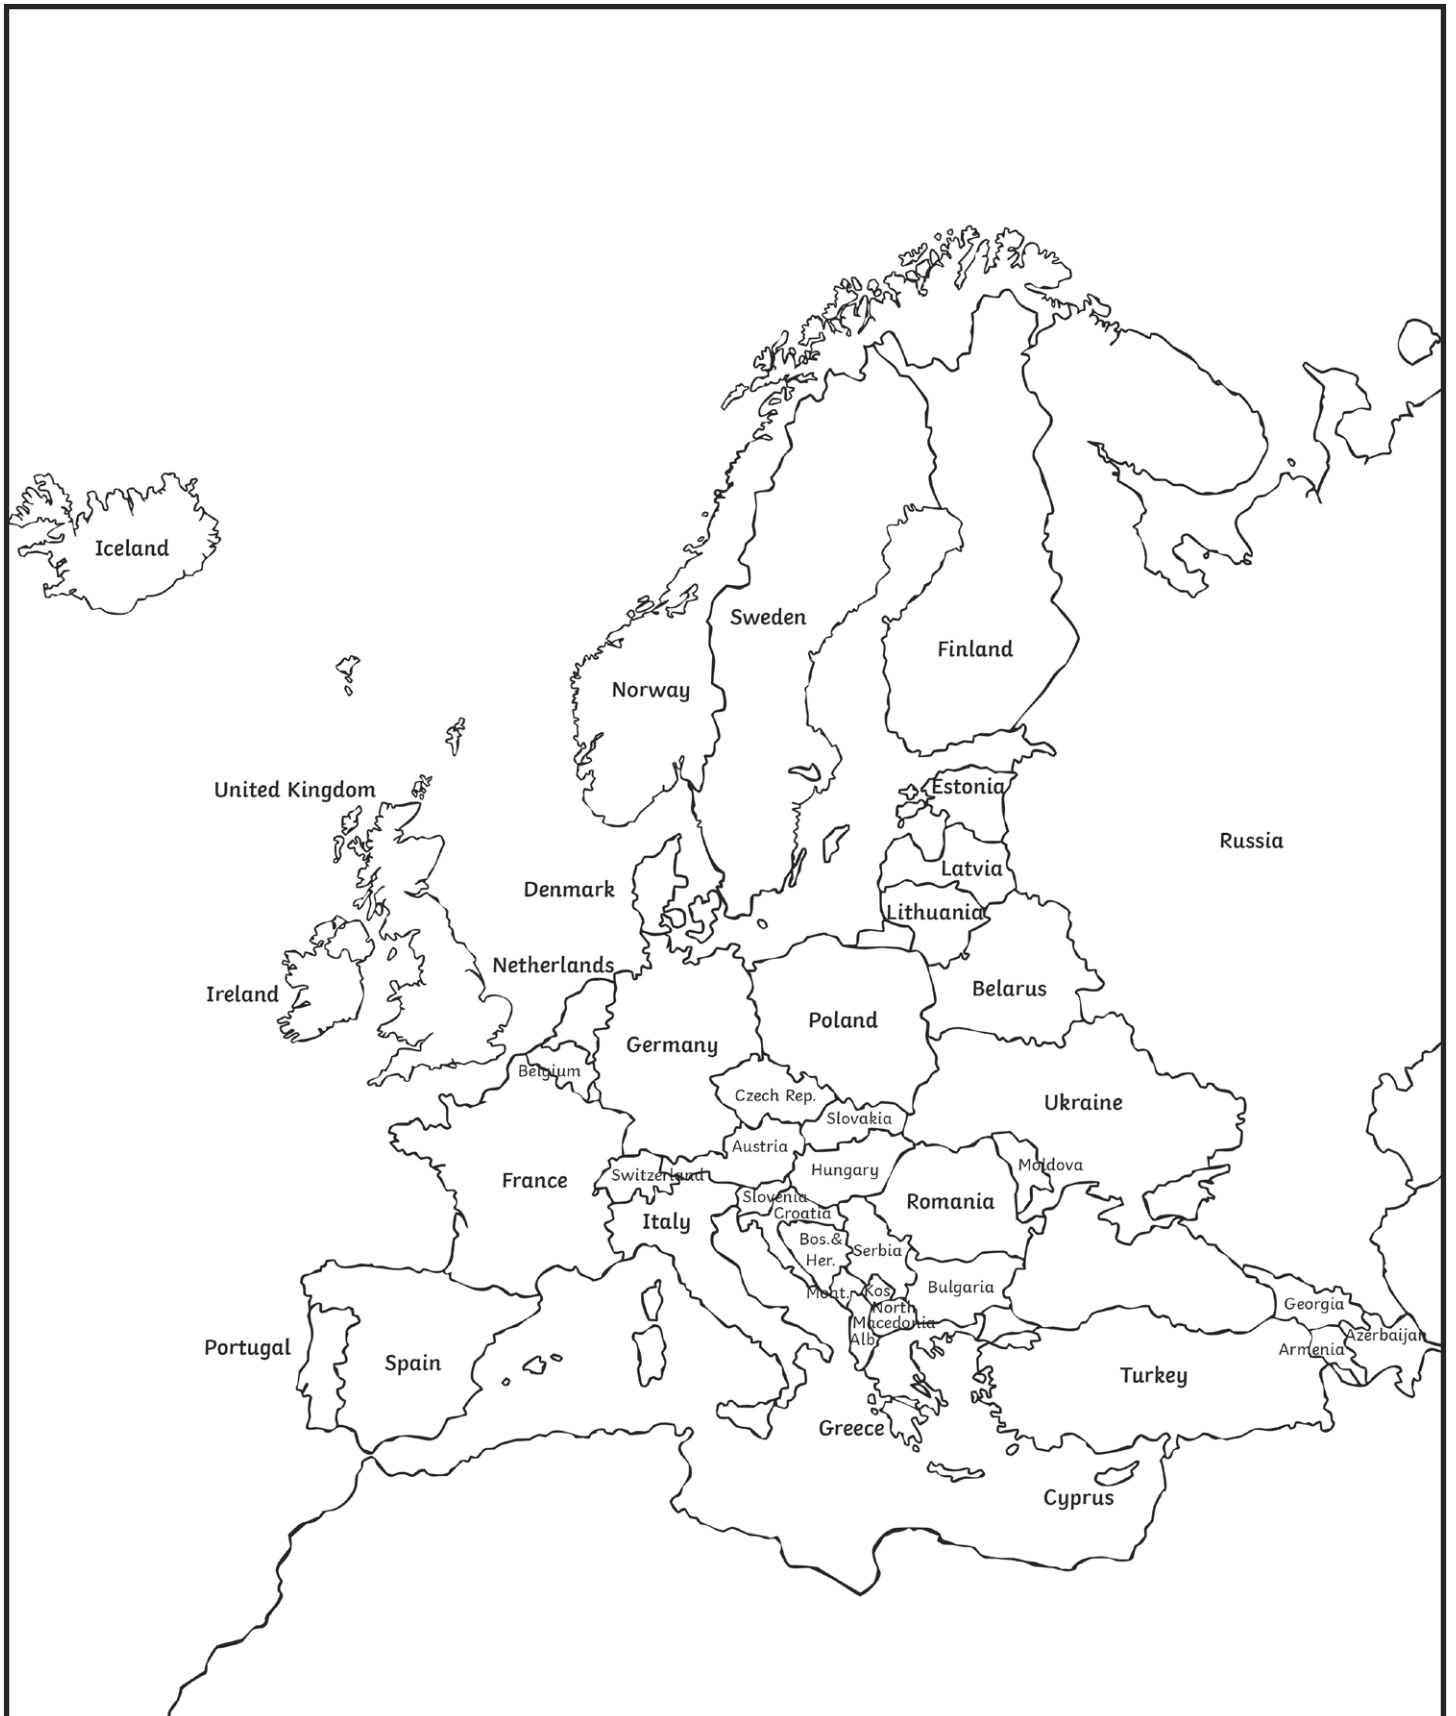 Iceland
Sweden
Finland
Norway
United Kingdom
Estonia
Russia
Latvia
Denmark
Lithuania
Netherlands
Ireland
Belarus
Poland
Germany
Belgium
Czech Rep.
Ukraine
Slovakia
Austria
Moldova
Hungary
Switzerland
France
Slovenia
Romania
Croatia
Italy
Bos.&
Her.
Serbia
Bulgaria
Mont.
Kos.
Georgia
North
Macedonia
Azerbaijan
Alb.
Armenia
Portugal
Spain
Turkey
Greece
Cyprus